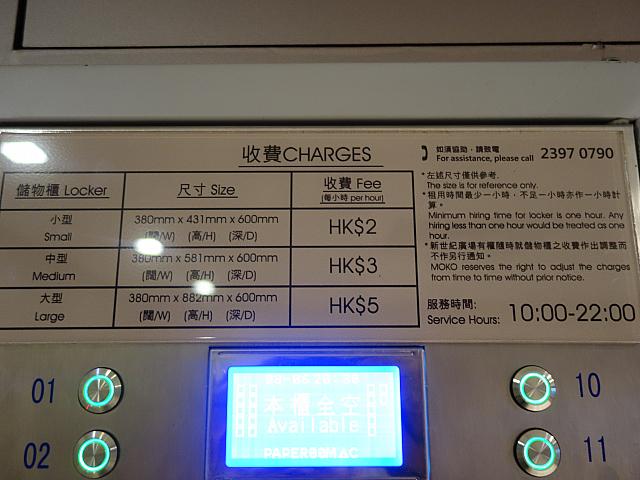 收費CHARGES
如須協助，請致電
For assistance, please call 2397 0790
儲物櫃 Locker 尺寸 Size 收費 Fee
(每小時 per hour)
小型 380mm x 431mm x 600mm HK$2
Small (闊/W) (高/H) (深/D)
中型 380mm x 581mm x 600mm HK$3
Medium (闊/W) (高/H) (深/D)
大型 380mm x 882mm x 600mm HK$5
Large (闊/W) (高/H) (深/D)
*左述尺寸僅供參考.
The size is for reference only.
*租用時間最少一小時，不足一小時亦作一小時計
算。
Minimum hiring time for locker is one hour. Any
hiring less than one hour would be treated as one
hour.
*新世紀廣場有權隨時就儲物櫃之收費作出調整而
不作另行通知。
MOKO reserves the right to adjust the charges
from time to time without prior notice.
服務時間:
Service Hours: 10:00-22:00
01
02
本櫃全空
Available
10
11